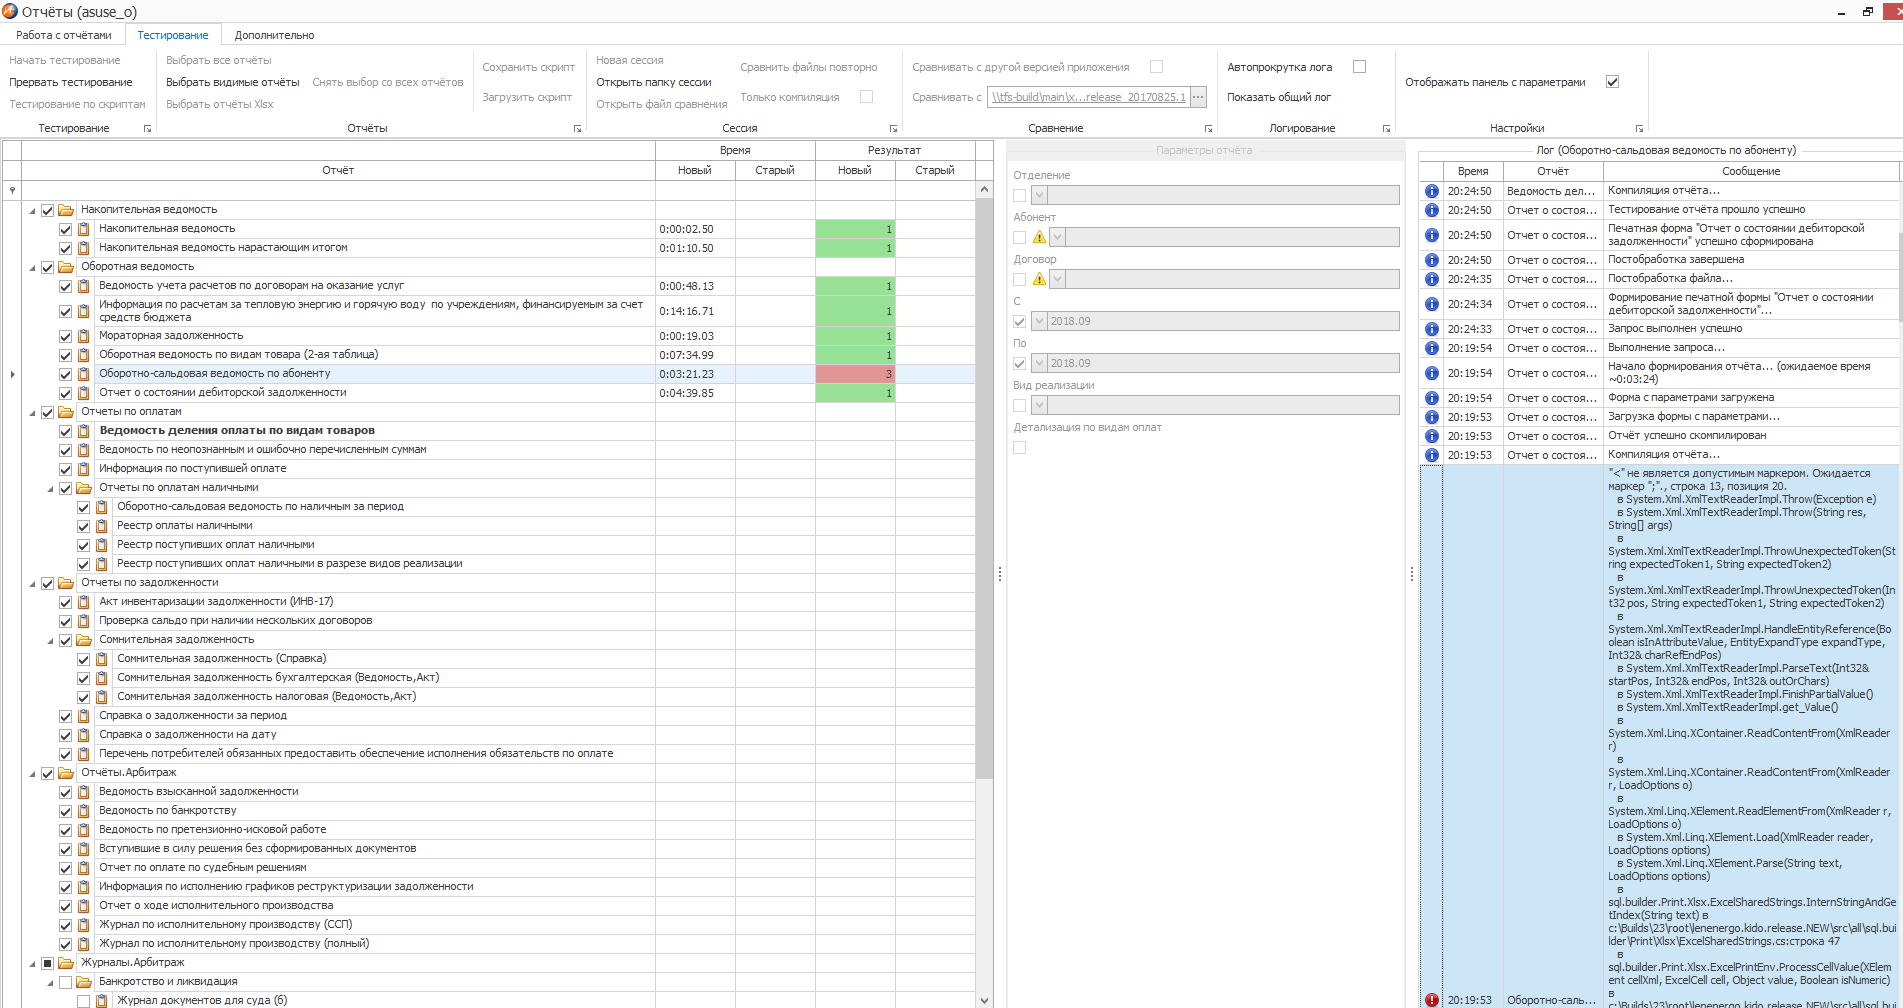 Отчёты (asuse_o)
Работа с отчётами
Тестирование
Дополнительно
Начать тестирование
Прервать тестирование
Тестирование по скриптам
Тестирование
Выбрать все отчёты
Выбрать видимые отчёты
Снять выбор со всех отчётов
Выбрать отчёты Xlsx
Сохранить скрипт
Загрузить скрипт
Отчёты
Новая сессия
Открыть папку сессии
Открыть файл сравнения
Сравнить файлы повторно
Только компиляция
Сессия
Сравнивать с другой версией приложения
Сравнивать с \\tfs-build\main\x...release_20170825.1 ...
Сравнение
Автопрокрутка лога
Показать общий лог
Логирование
Отображать панель с параметрами
Настройки
Отчёт
Время
Результат
Новый
Старый
Новый
Старый
Накопительная ведомость
Накопительная ведомость 0:00:02.50 1
Накопительная ведомость нарастающим итогом 0:01:10.50 1
Оборотная ведомость
Ведомость учета расчетов по договорам на оказание услуг 0:00:48.13 1
Информация по расчетам за тепловую энергию и горячую воду по учреждениям, финансируемым за счет
средств бюджета 0:14:16.71 1
Мораторная задолженность 0:00:19.03 1
Оборотная ведомость по видам товара (2-ая таблица) 0:07:34.99 1
Оборотно-сальдовая ведомость по абоненту 0:03:21.23 3
Отчет о состоянии дебиторской задолженности 0:04:39.85 1
Отчеты по оплатам
Ведомость деления оплаты по видам товаров
Ведомость по неопознанным и ошибочно перечисленным суммам
Информация по поступившей оплате
Отчеты по оплатам наличными
Оборотно-сальдовая ведомость по наличным за период
Реестр оплаты наличными
Реестр поступивших оплат наличными
Реестр поступивших оплат наличными в разрезе видов реализации
Отчеты по задолженности
Акт инвентаризации задолженности (ИНВ-17)
Проверка сальдо при наличии нескольких договоров
Сомнительная задолженность
Сомнительная задолженность (Справка)
Сомнительная задолженность бухгалтерская (Ведомость,Акт)
Сомнительная задолженность налоговая (Ведомость,Акт)
Справка о задолженности за период
Справка о задолженности на дату
Перечень потребителей обязанных предоставить обеспечение исполнения обязательств по оплате
Отчёты.Арбитраж
Ведомость взысканной задолженности
Ведомость по банкротству
Ведомость по претензионно-исковой работе
Вступившие в силу решения без сформированных документов
Отчет по оплате по судебным решениям
Информация по исполнению графиков реструктуризации задолженности
Отчет о ходе исполнительного производства
Журнал по исполнительному производству (ССП)
Журнал по исполнительному производству (полный)
Журналы.Арбитраж
Банкротство и ликвидация
Журнал документов для суда (б)
Параметры отчёта
Отделение
Абонент
Договор
С
2018.09
По
2018.09
Вид реализации
Детализация по видам оплат
Лог (Оборотно-сальдовая ведомость по абоненту)
Время Отчёт Сообщение
20:24:50 Ведомость дел... Компиляция отчёта...
20:24:50 Отчет о состоя... Тестирование отчёта прошло успешно
20:24:50 Отчет о состоя... Печатная форма "Отчет о состоянии дебиторской
задолженности" успешно сформирована
20:24:50 Отчет о состоя... Постобработка завершена
20:24:35 Отчет о состоя... Постобработка файла...
20:24:34 Отчет о состоя... Формирование печатной формы "Отчет о состоянии
дебиторской задолженности"...
20:24:33 Отчет о состоя... Запрос выполнен успешно
20:19:54 Отчет о состоя... Выполнение запроса...
20:19:54 Отчет о состоя... Начало формирования отчёта... (ожидаемое время
~0:03:24)
20:19:54 Отчет о состоя... Форма с параметрами загружена
20:19:53 Отчет о состоя... Загрузка формы с параметрами...
20:19:53 Отчет о состоя... Отчёт успешно скомпилирован
20:19:53 Отчет о состоя... Компиляция отчёта...
"<" не является допустимым маркером. Ожидается
маркер ";"., строка 13, позиция 20.
в System.Xml.XmlTextReaderImpl.Throw(Exception e)
в System.Xml.XmlTextReaderImpl.Throw(String res,
String[] args)
в
System.Xml.XmlTextReaderImpl.ThrowUnexpectedToken(St
ring expectedToken1, String expectedToken2)
в
System.Xml.XmlTextReaderImpl.ThrowUnexpectedToken(In
t32 pos, String expectedToken1, String expectedToken2)
в
System.Xml.XmlTextReaderImpl.HandleEntityReference(Bo
olean isInAttributeValue, EntityExpandType expandType,
Int32& charRefEndPos)
в System.Xml.XmlTextReaderImpl.ParseText(Int32&
startPos, Int32& endPos, Int32& outOrChars)
в System.Xml.XmlTextReaderImpl.FinishPartialValue()
в System.Xml.XmlTextReaderImpl.get_Value()
в
System.Xml.Linq.XContainer.ReadContentFrom(XmlReader
r)
в
System.Xml.Linq.XContainer.ReadContentFrom(XmlReader
r, LoadOptions o)
в
System.Xml.Linq.XElement.ReadElementFrom(XmlReader r,
LoadOptions o)
в System.Xml.Linq.XElement.Load(XmlReader reader,
LoadOptions options)
в System.Xml.Linq.XElement.Parse(String text,
LoadOptions options)
в
sql.builder.Print.Xlsx.ExcelSharedStrings.InternStringAndGe
tIndex(String text) в
c:\Builds\23\root\lenenergo.kido.release.NEW\src\all\sql.bui
lder\Print\Xlsx\ExcelSharedStrings.cs:строка 47
в
sql.builder.Print.Xlsx.ExcelPrintEnv.ProcessCellValue(XElem
ent cellXml, ExcelCell cell, Object value, Boolean isNumeric)
в
20:19:53 Оборотно-саль... c:\Builds\23\root\lenenergo.kido.release.NEW\src\all\sql.bui